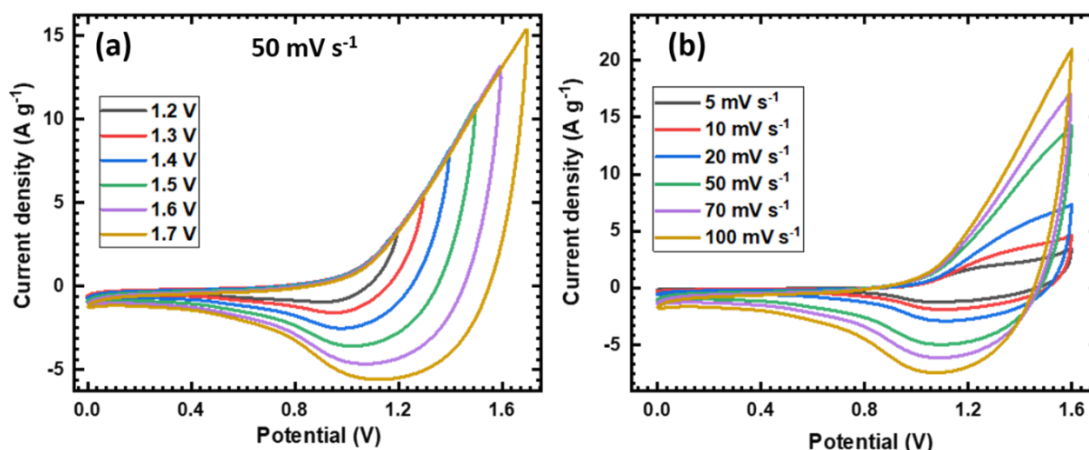 (a)
50 mV s⁻¹
1.2 V
1.3 V
1.4 V
1.5 V
1.6 V
1.7 V
15
10
5
0
-5
Current density (A g⁻¹)
0.0 0.4 0.8 1.2 1.6
Potential (V)
(b)
5 mV s⁻¹
10 mV s⁻¹
20 mV s⁻¹
50 mV s⁻¹
70 mV s⁻¹
100 mV s⁻¹
20
15
10
5
0
-5
Current density (A g⁻¹)
0.0 0.4 0.8 1.2 1.6
Potential (V)